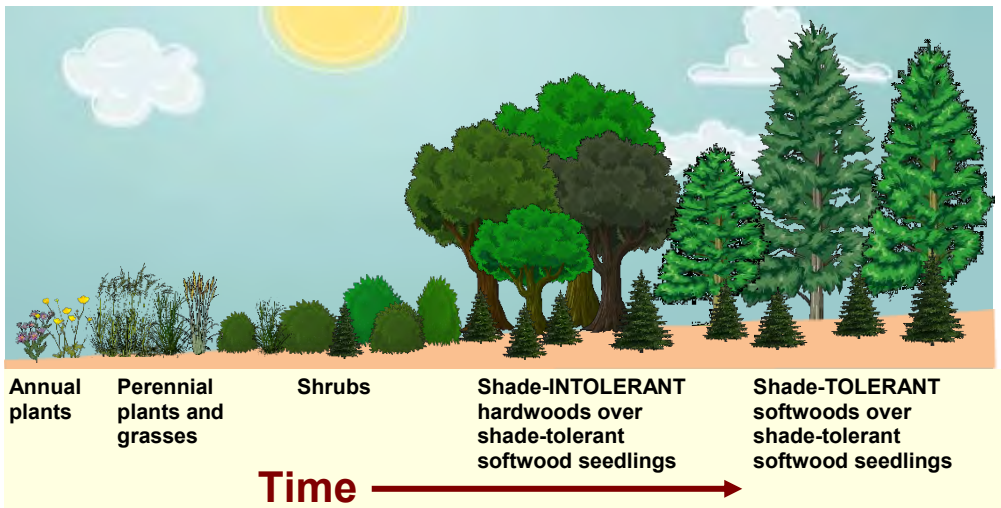 Annual
plants
Perennial
plants and
grasses
Shrubs
Shade-INTOLERANT
hardwoods over
shade-tolerant
softwood seedlings
Shade-TOLERANT
softwoods over
shade-tolerant
softwood seedlings
Time